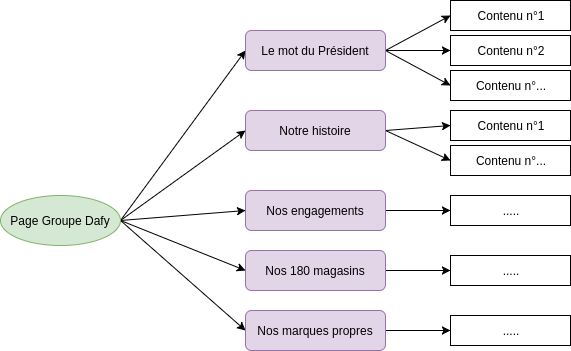 Page Groupe Dafy
Le mot du Président
Contenu n°1
Contenu n°2
Contenu n°...
Notre histoire
Contenu n°1
Contenu n°...
Nos engagements
.....
Nos 180 magasins
.....
Nos marques propres
.....